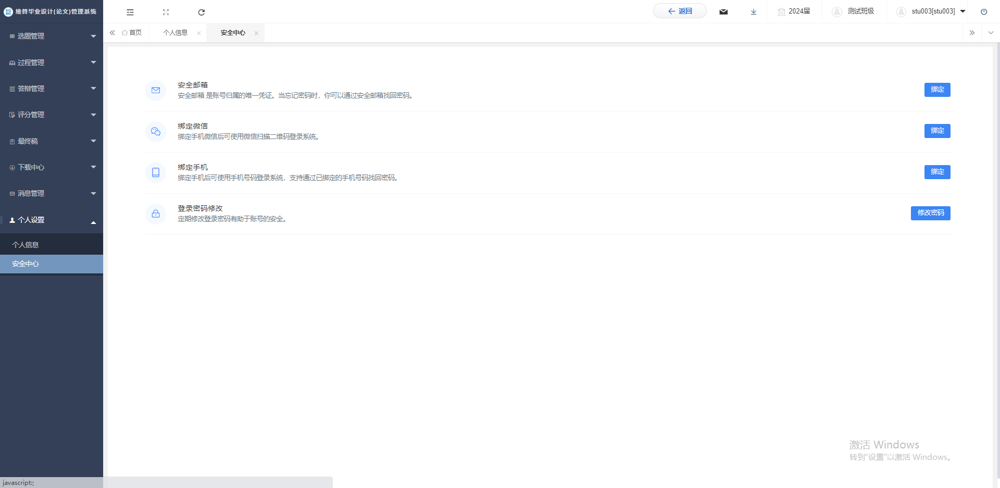 维普毕业设计(论文)管理系统
返回
2024届
测试班级
stu003[stu003]
首页
个人信息
安全中心
选题管理
过程管理
答辩管理
评分管理
最终稿
下载中心
消息管理
个人设置
个人信息
安全中心
安全邮箱
安全邮箱 是账号归属的唯一凭证。当忘记密码时，你可以通过安全邮箱找回密码。
绑定
绑定微信
绑定手机微信后可使用微信扫描二维码登录系统。
绑定
绑定手机
绑定手机后可使用手机号码登录系统，支持通过已绑定的手机号码找回密码。
绑定
登录密码修改
定期修改登录密码有助于账号的安全。
修改密码
激活 Windows
转到“设置”以激活 Windows。
javascript:;